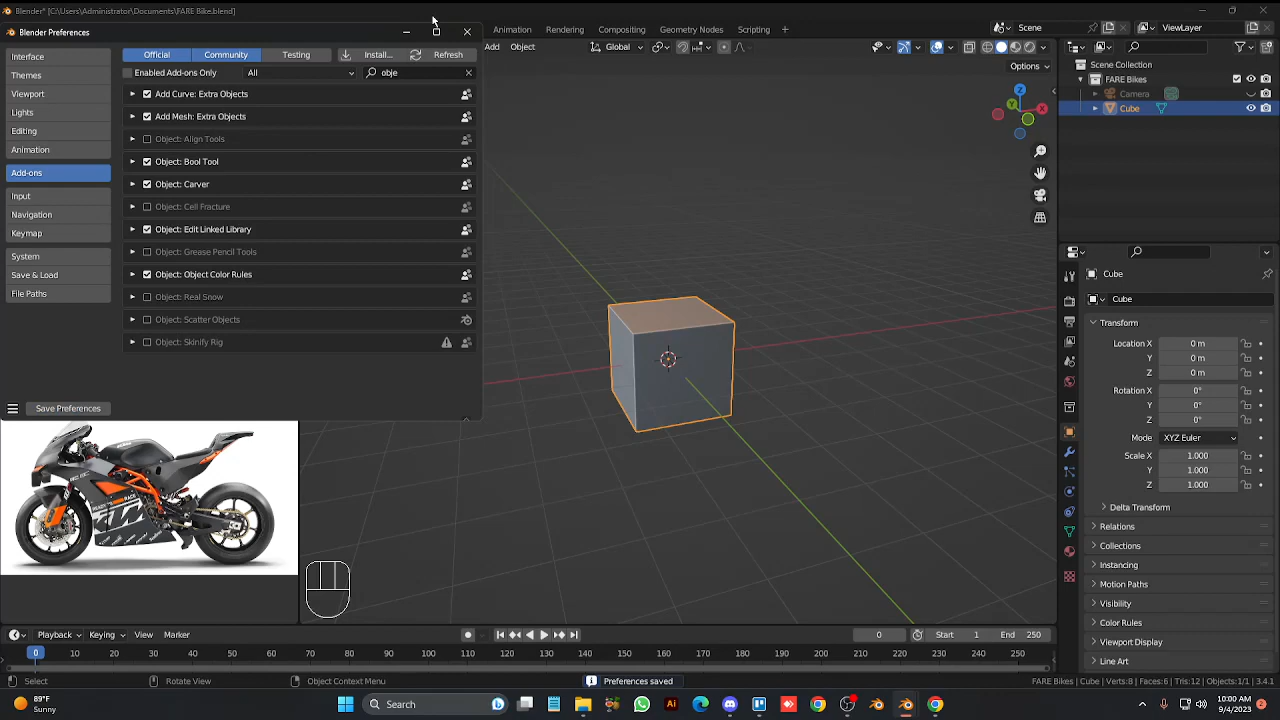 Blender* [C:\Users\Administrator\Documents\FARE Bike.blend]
Blender Preferences
Animation Rendering Compositing Geometry Nodes Scripting + Scene ViewLayer
Add Object Global
Options
Interface
Themes
Viewport
Lights
Editing
Animation
Add-ons
Input
Navigation
Keymap
System
Save & Load
File Paths
Save Preferences
Official Community Testing Install... Refresh
Enabled Add-ons Only All obje
Add Curve: Extra Objects
Add Mesh: Extra Objects
Object: Align Tools
Object: Bool Tool
Object: Carver
Object: Cell Fracture
Object: Edit Linked Library
Object: Grease Pencil Tools
Object: Object Color Rules
Object: Real Snow
Object: Scatter Objects
Object: Skinify Rig
Z
Y
X
Scene Collection
FARE Bikes
Camera
Cube
Cube
Cube
Transform
Location X 0 m
Y 0 m
Z 0 m
Rotation X 0°
Y 0°
Z 0°
Mode XYZ Euler
Scale X 1.000
Y 1.000
Z 1.000
Delta Transform
Relations
Collections
Instancing
Motion Paths
Visibility
Color Rules
Viewport Display
Line Art
Playback Keying View Marker 0 Start 1 End 250
0 10 20 30 40 50 60 70 80 90 100 110 120 130 140 150 160 170 180 190 200 210 220 230 240 250
Select Rotate View Object Context Menu Preferences saved FARE Bikes | Cube | Verts:8 | Faces:6 | Tris:12 | Objects:1/1 | 3.4.1
89°F
Sunny
Search
10:00 AM
9/4/2023